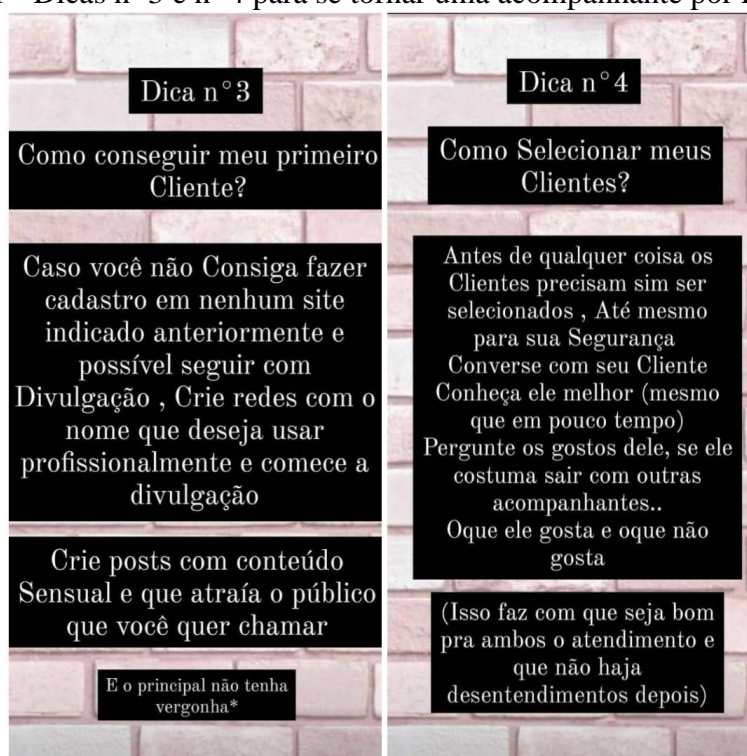 Dicas n° 3 e n° 4 para se tornar uma acompanhante por
Dica n°3
Como conseguir meu primeiro
Cliente?
Caso você não Consiga fazer
cadastro em nenhum site
indicado anteriormente e
possível seguir com
Divulgação , Crie redes com o
nome que deseja usar
profissionalmente e comece a
divulgação
Crie posts com conteúdo
Sensual e que atraía o público
que você quer chamar
E o principal não tenha
vergonha*
Dica n°4
Como Selecionar meus
Clientes?
Antes de qualquer coisa os
Clientes precisam sim ser
selecionados , Até mesmo
para sua Segurança
Converse com seu Cliente
Conheça ele melhor (mesmo
que em pouco tempo)
Pergunte os gostos dele, se ele
costuma sair com outras
acompanhantes..
Oque ele gosta e oque não
gosta
(Isso faz com que seja bom
pra ambos o atendimento e
que não haja
desentendimentos depois)